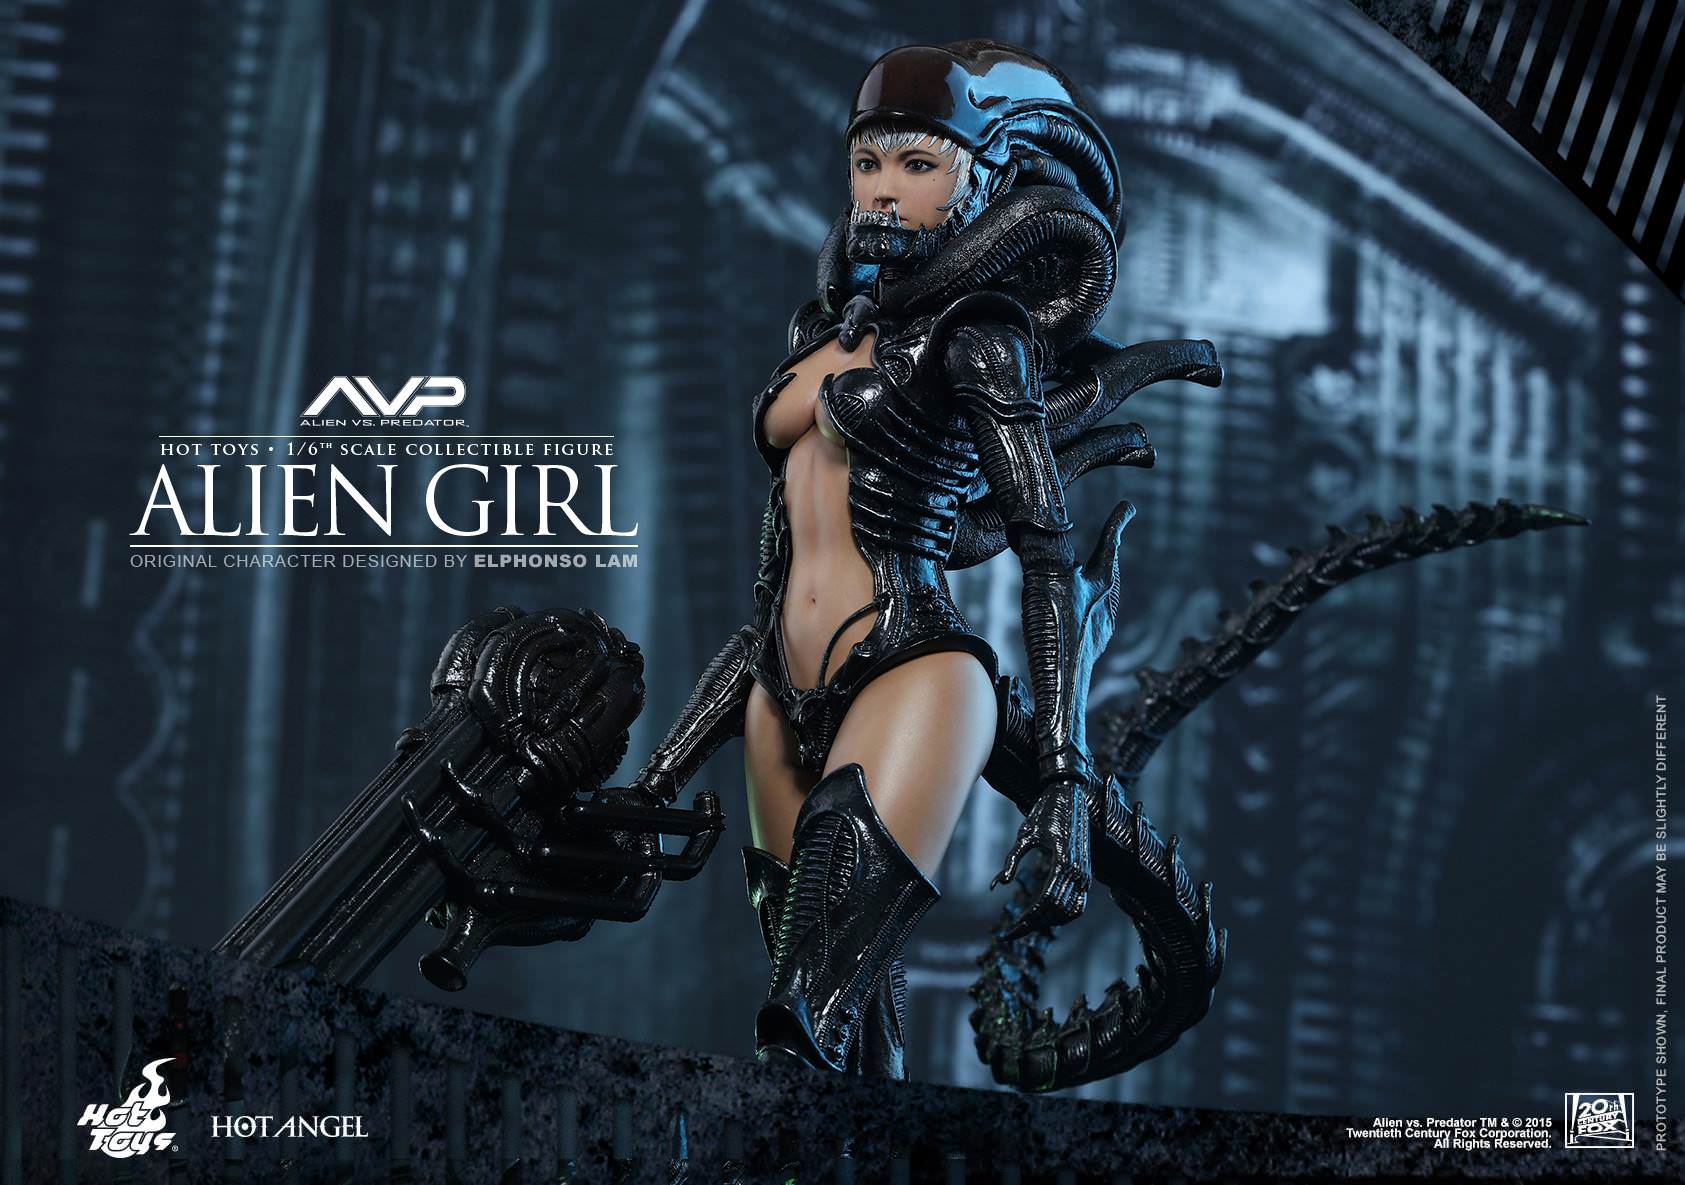 AVP
ALIEN VS. PREDATOR™
HOT TOYS • 1/6TH SCALE COLLECTIBLE FIGURE
ALIEN GIRL
ORIGINAL CHARACTER DESIGNED BY ELPHONSO LAM
Hot Toys®
HOT ANGEL
Alien vs. Predator TM & © 2015
Twentieth Century Fox Corporation.
All Rights Reserved.
20th
CENTURY
FOX
PROTOTYPE SHOWN, FINAL PRODUCT MAY BE SLIGHTLY DIFFERENT